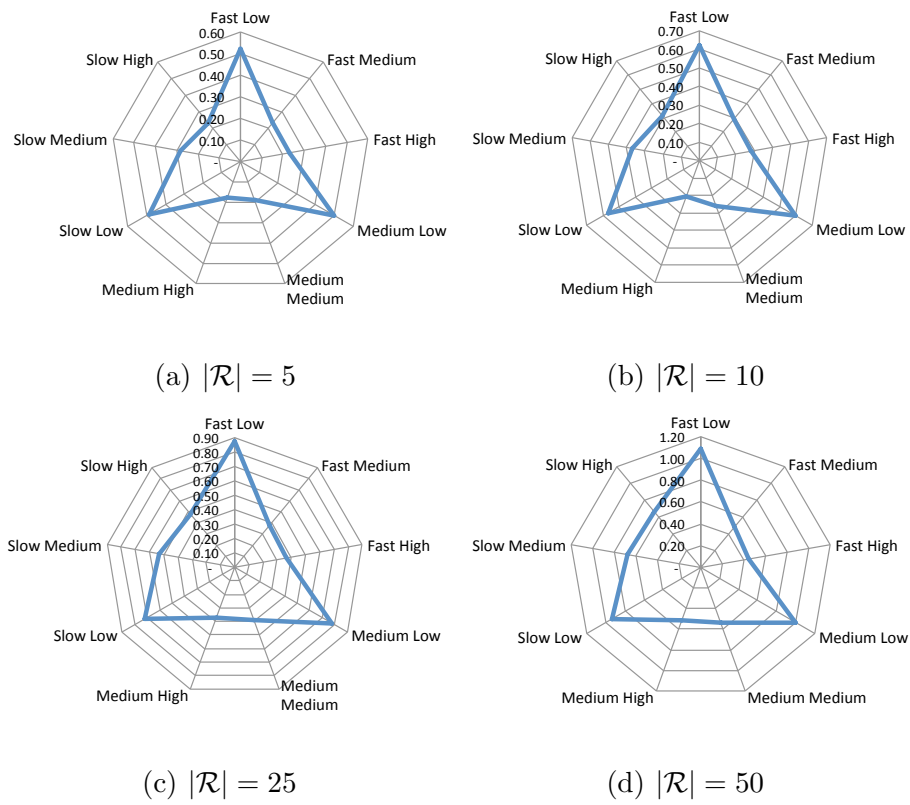 Fast Low
0.60
0.50
0.40
0.30
0.20
0.10
-
Fast Medium
Fast High
Medium Low
Medium
Medium
Medium High
Slow Low
Slow Medium
Slow High
(a) |ℛ| = 5
Fast Low
0.70
0.60
0.50
0.40
0.30
0.20
0.10
-
Fast Medium
Fast High
Medium Low
Medium
Medium
Medium High
Slow Low
Slow Medium
Slow High
(b) |ℛ| = 10
Fast Low
0.90
0.80
0.70
0.60
0.50
0.40
0.30
0.20
0.10
-
Fast Medium
Fast High
Medium Low
Medium
Medium
Medium High
Slow Low
Slow Medium
Slow High
(c) |ℛ| = 25
Fast Low
1.20
1.00
0.80
0.60
0.40
0.20
-
Fast Medium
Fast High
Medium Low
Medium Medium
Medium High
Slow Low
Slow Medium
Slow High
(d) |ℛ| = 50